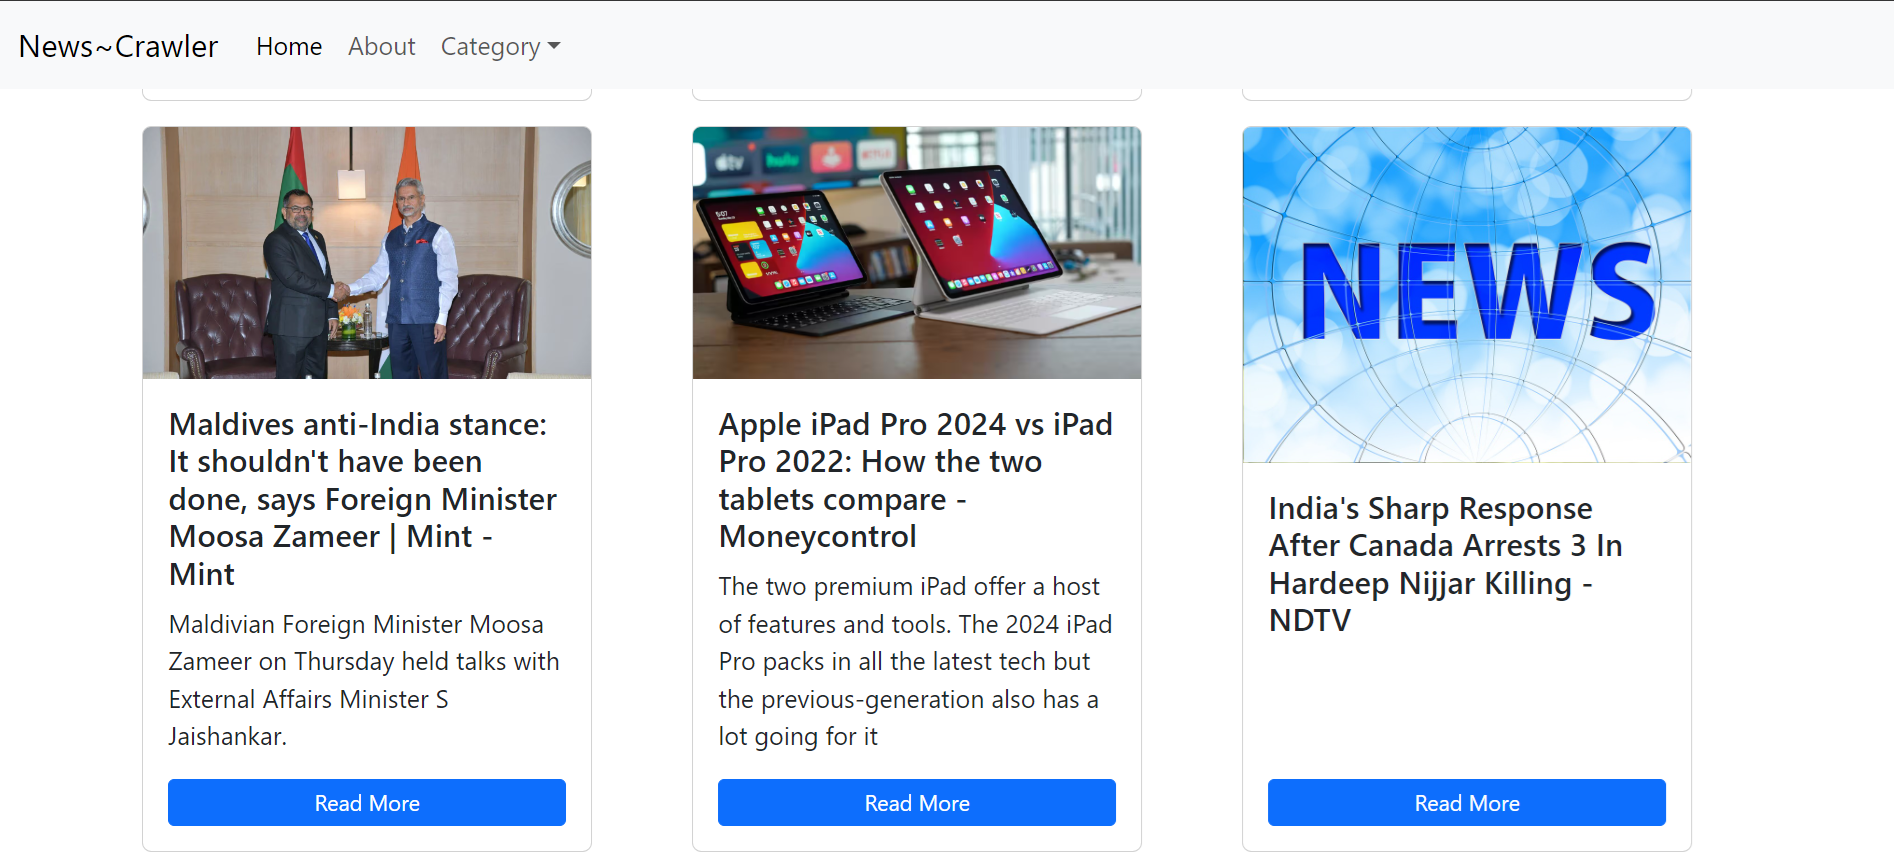 News~Crawler
Home
About
Category
Maldives anti-India stance:
It shouldn't have been
done, says Foreign Minister
Moosa Zameer | Mint -
Mint
Maldivian Foreign Minister Moosa
Zameer on Thursday held talks with
External Affairs Minister S
Jaishankar.
Read More
tv
hulu
NETFLIX
Apple iPad Pro 2024 vs iPad
Pro 2022: How the two
tablets compare -
Moneycontrol
The two premium iPad offer a host
of features and tools. The 2024 iPad
Pro packs in all the latest tech but
the previous-generation also has a
lot going for it
Read More
NEWS
India's Sharp Response
After Canada Arrests 3 In
Hardeep Nijjar Killing -
NDTV
Read More